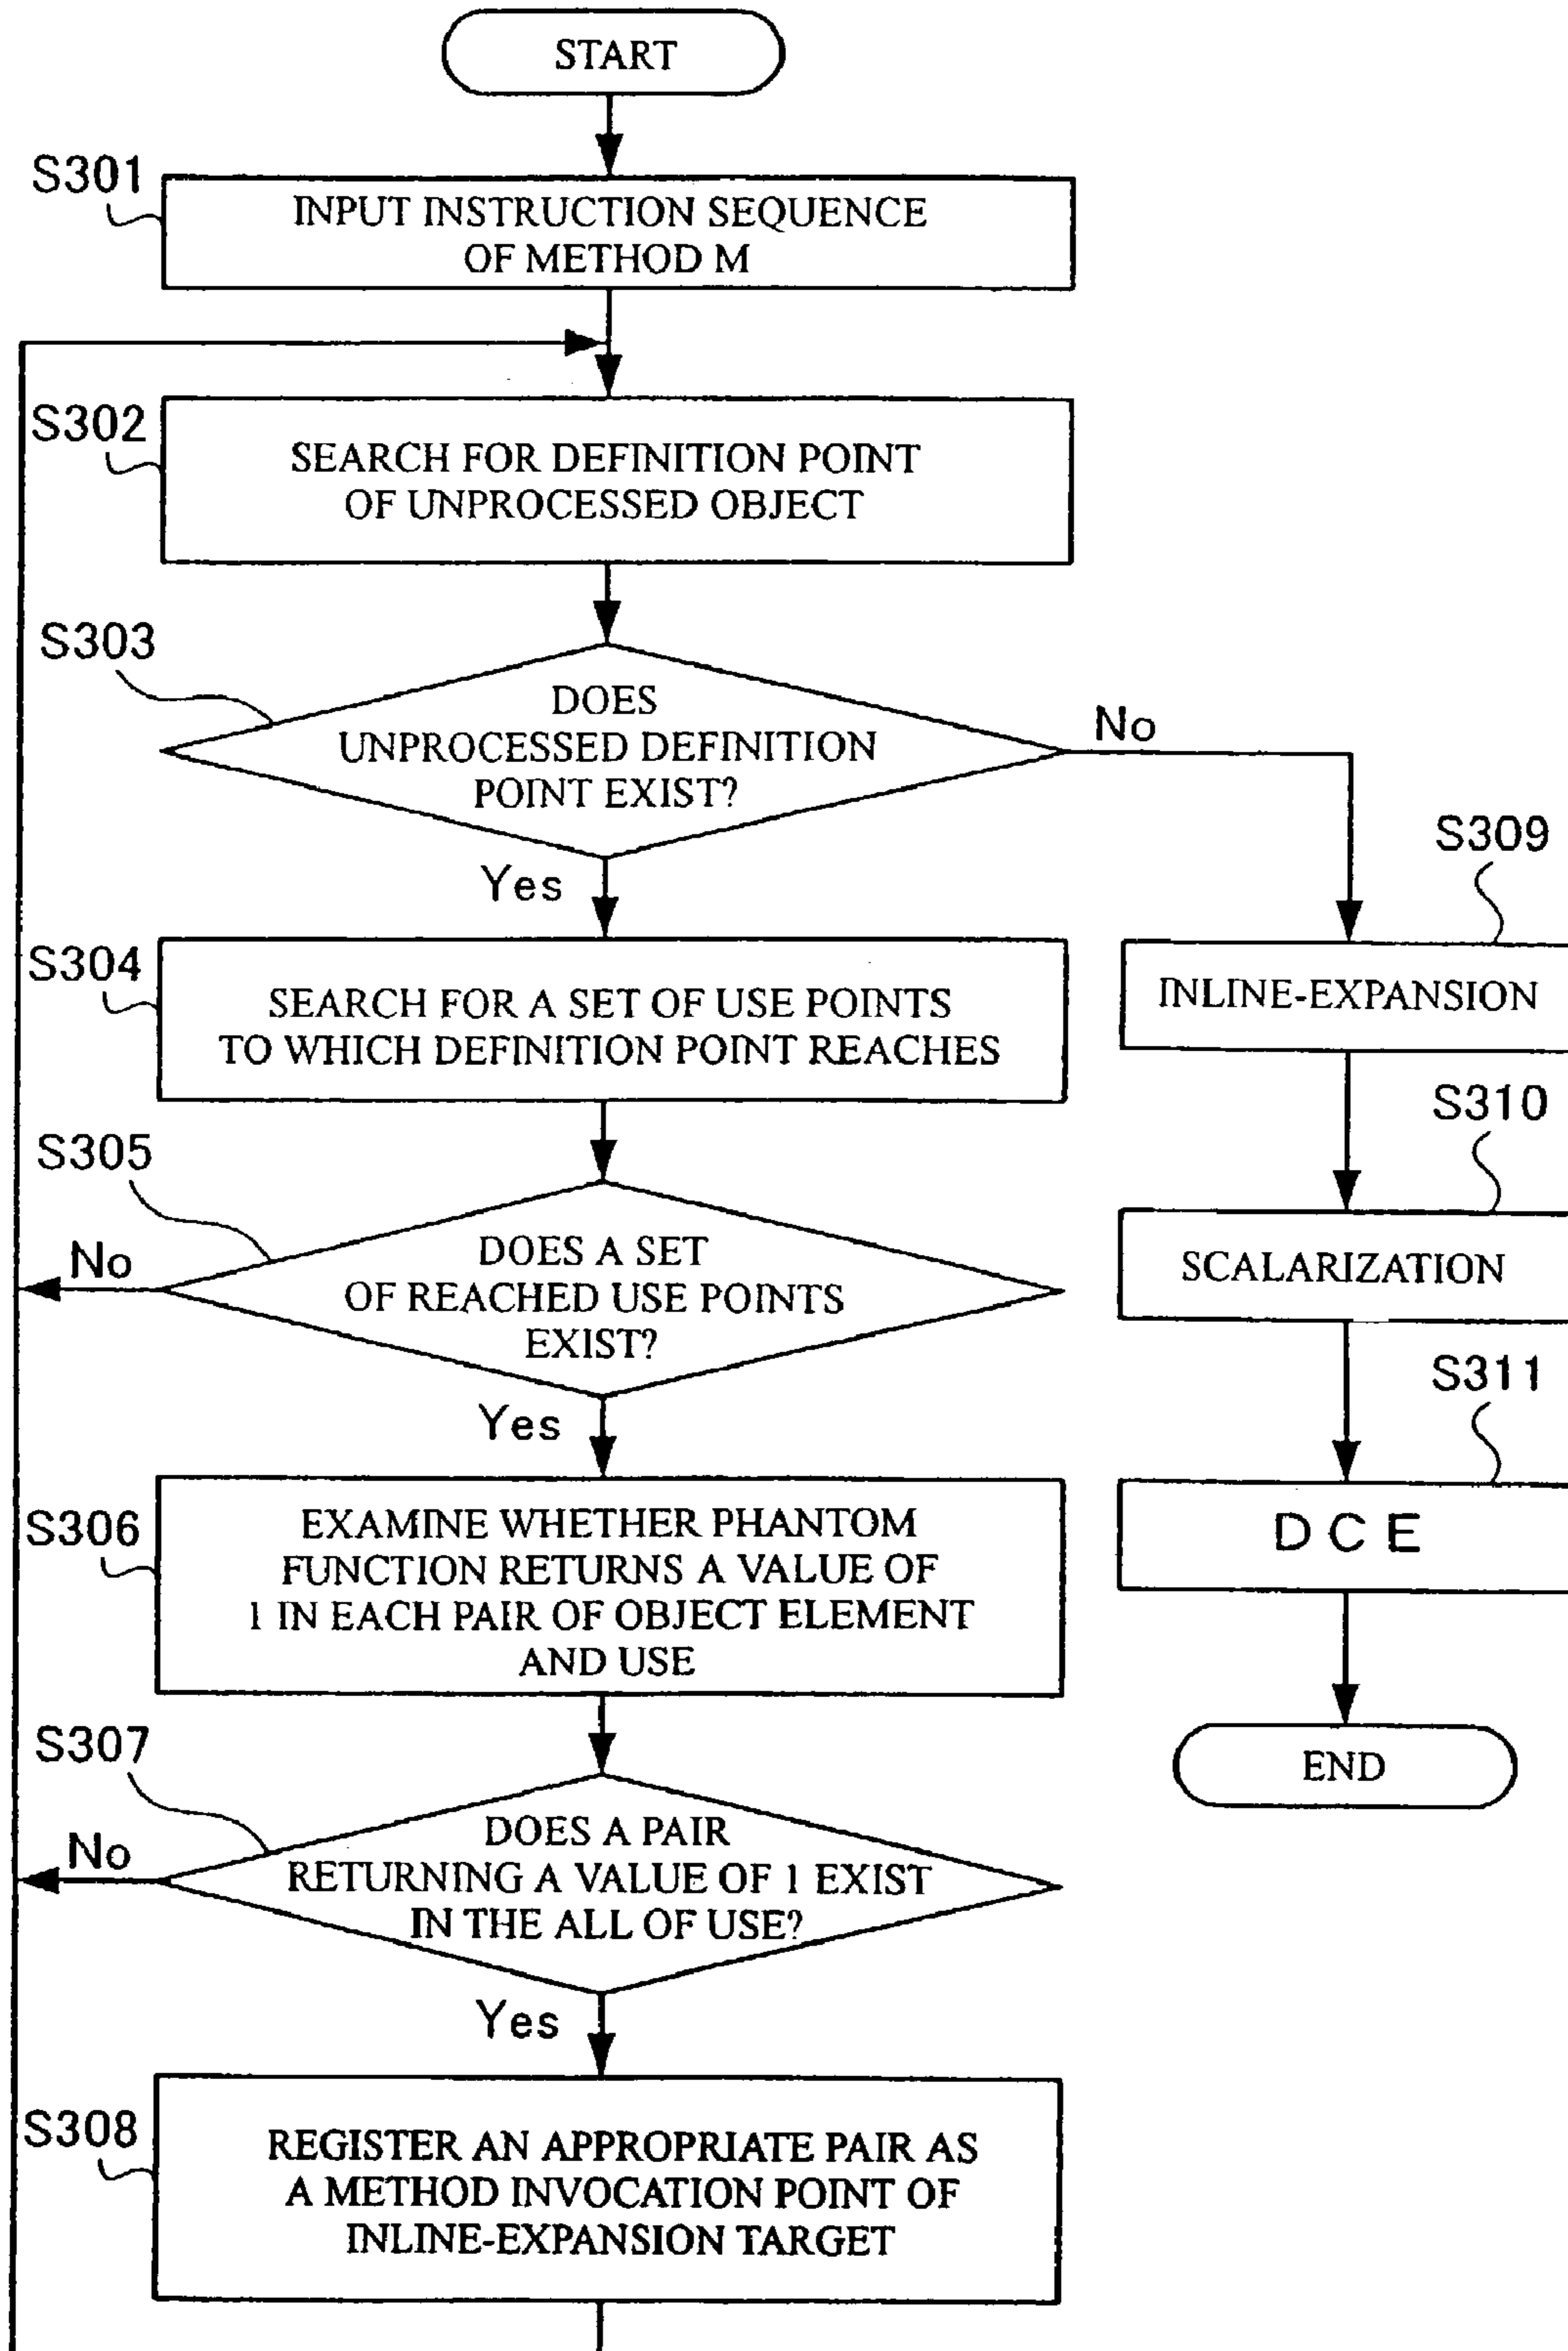 START
S301
INPUT INSTRUCTION SEQUENCE
OF METHOD M
S302
SEARCH FOR DEFINITION POINT
OF UNPROCESSED OBJECT
S303
DOES
UNPROCESSED DEFINITION
POINT EXIST?
No
Yes
S304
SEARCH FOR A SET OF USE POINTS
TO WHICH DEFINITION POINT REACHES
S305
DOES A SET
OF REACHED USE POINTS
EXIST?
No
Yes
S306
EXAMINE WHETHER PHANTOM
FUNCTION RETURNS A VALUE OF
1 IN EACH PAIR OF OBJECT ELEMENT
AND USE
S307
DOES A PAIR
RETURNING A VALUE OF 1 EXIST
IN THE ALL OF USE?
No
Yes
S308
REGISTER AN APPROPRIATE PAIR AS
A METHOD INVOCATION POINT OF
INLINE-EXPANSION TARGET
S309
INLINE-EXPANSION
S310
SCALARIZATION
S311
DCE
END